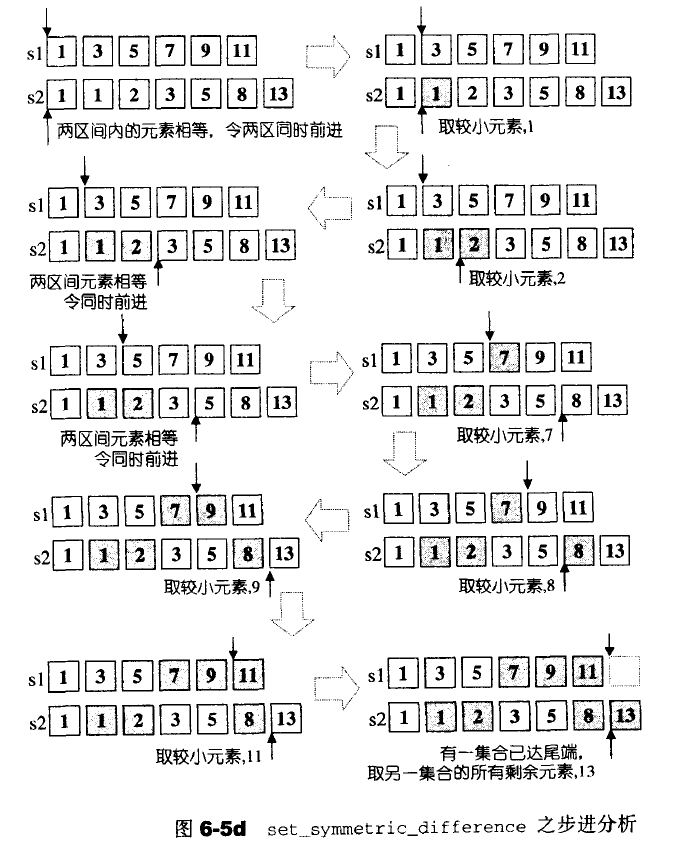 s1 1 3 5 7 9 11
s2 1 1 2 3 5 8 13
两区间内的元素相等，令两区同时前进
s1 1 3 5 7 9 11
s2 1 1 2 3 5 8 13
取较小元素,1
s1 1 3 5 7 9 11
s2 1 1 2 3 5 8 13
两区间元素相等
令同时前进
s1 1 3 5 7 9 11
s2 1 1 2 3 5 8 13
取较小元素,2
s1 1 3 5 7 9 11
s2 1 1 2 3 5 8 13
两区间元素相等
令同时前进
s1 1 3 5 7 9 11
s2 1 1 2 3 5 8 13
取较小元素,7
s1 1 3 5 7 9 11
s2 1 1 2 3 5 8 13
取较小元素,9
s1 1 3 5 7 9 11
s2 1 1 2 3 5 8 13
取较小元素,8
s1 1 3 5 7 9 11
s2 1 1 2 3 5 8 13
取较小元素,11
s1 1 3 5 7 9 11
s2 1 1 2 3 5 8 13
有一集合已达尾端，
取另一集合的所有剩余元素,13
图 6-5d set_symmetric_difference 之步进分析